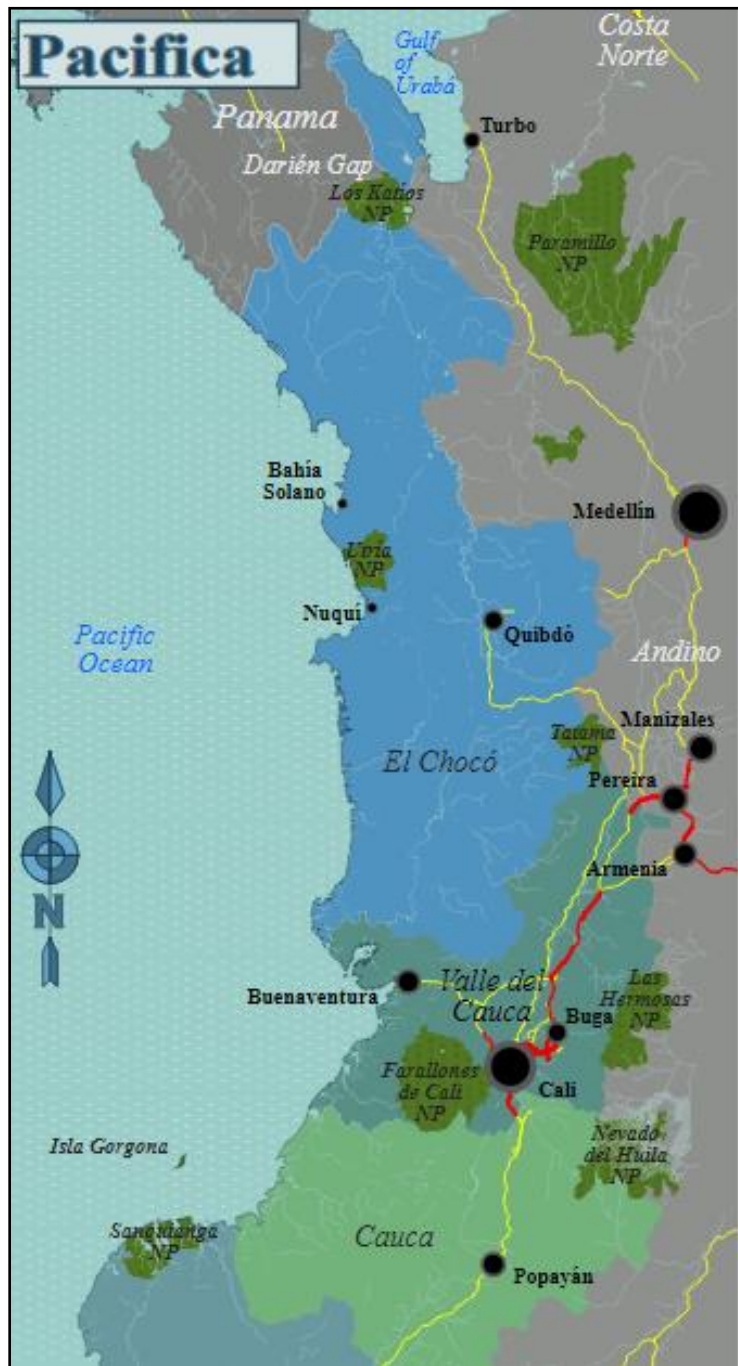 Pacifica
Gulf
of
Urabá
Costa
Norte
Panama
Turbo
Darién Gap
Los Katíos
NP
Paramillo
NP
Bahía
Solano
Medellín
Utría
NP
Nuquí
Quibdó
Pacific
Ocean
Andino
Manizales
Tatama
NP
El Chocó
Pereira
Armenia
N
Buenaventura
Valle del
Cauca
Las
Hermosas
NP
Buga
Farallones
de Cali
NP
Cali
Isla Gorgona
Nevado
del Huila
NP
Sanquianga
NP
Cauca
Popayán